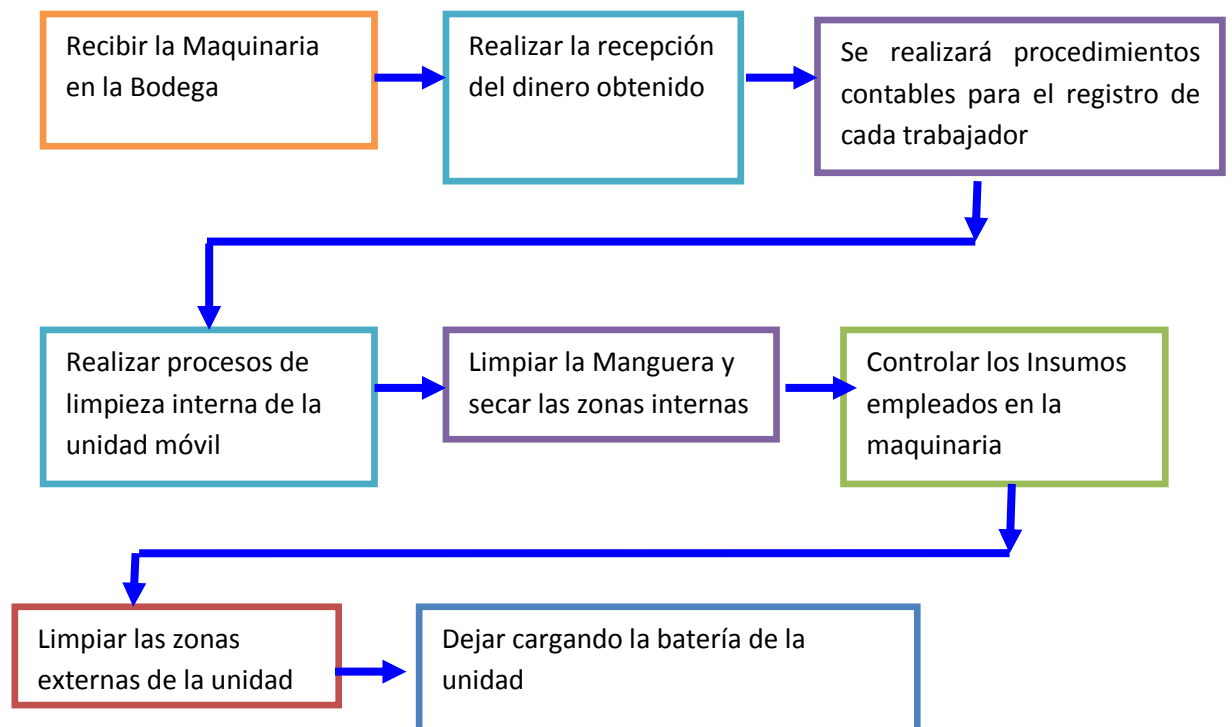 Recibir la Maquinaria
en la Bodega
Realizar la recepción
del dinero obtenido
Se realizará procedimientos
contables para el registro de
cada trabajador
Realizar procesos de
limpieza interna de la
unidad móvil
Limpiar la Manguera y
secar las zonas internas
Controlar los Insumos
empleados en la
maquinaria
Limpiar las zonas
externas de la unidad
Dejar cargando la batería de la
unidad